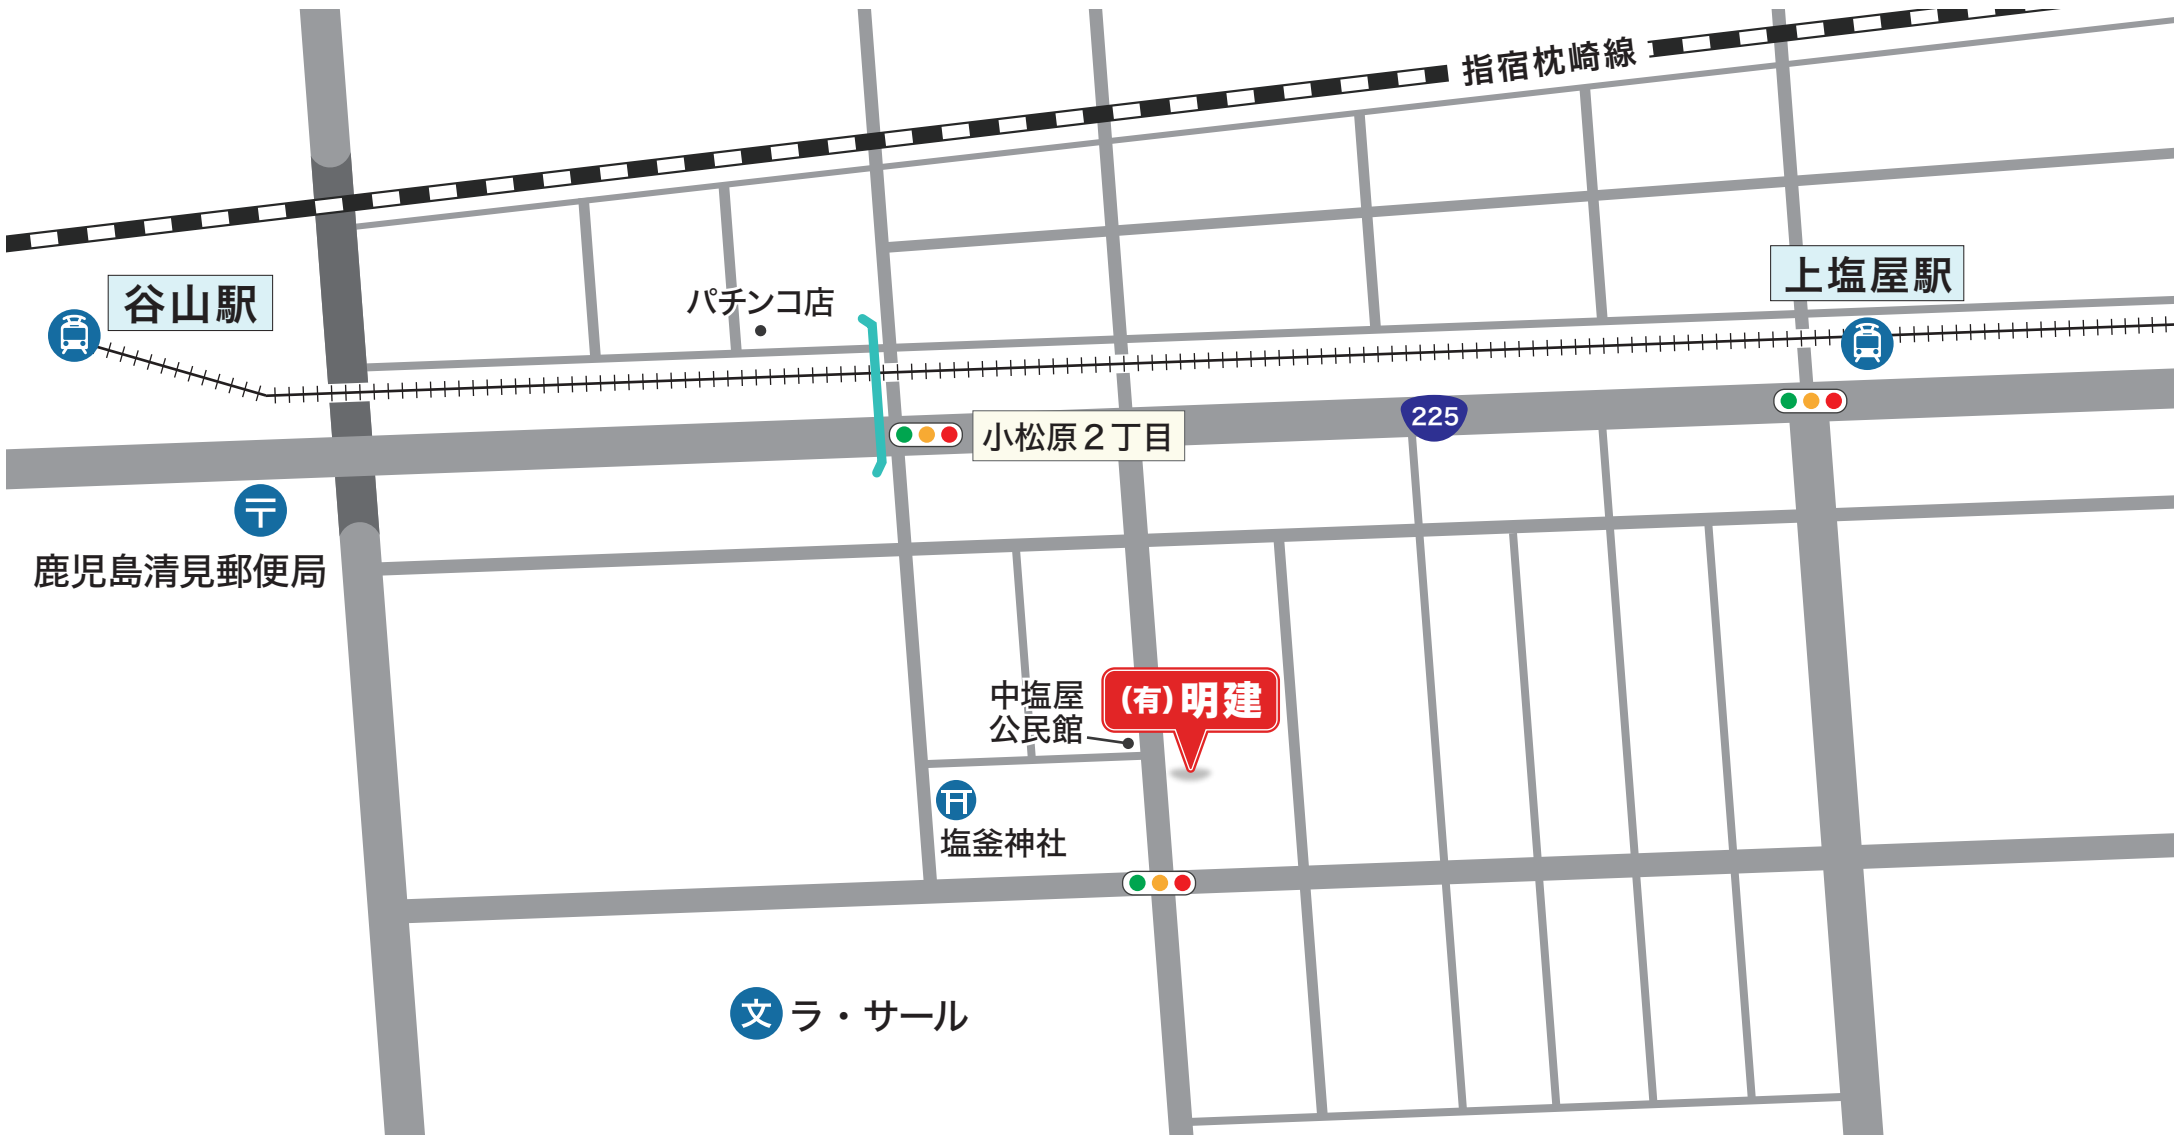 指宿枕崎線
谷山駅
パチンコ店
上塩屋駅
小松原2丁目
225
〒
鹿児島清見郵便局
中塩屋
公民館
(有)明建
塩釜神社
文
ラ・サール